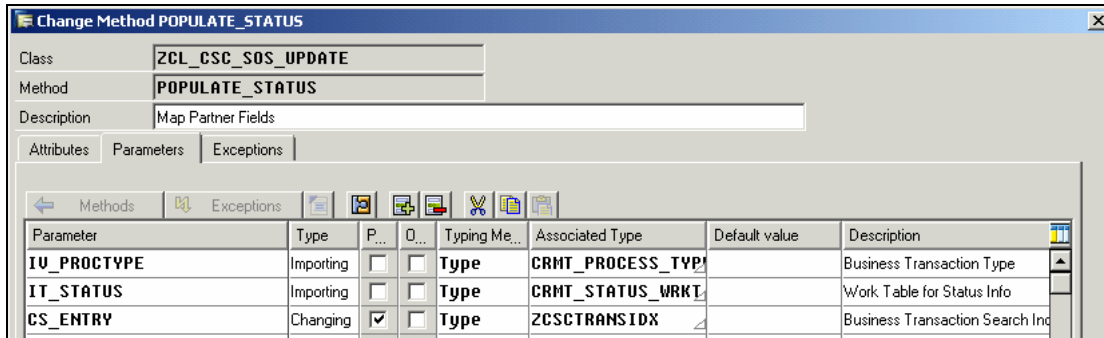 Change Method POPULATE_STATUS
Class ZCL_CSC_SOS_UPDATE
Method POPULATE_STATUS
Description Map Partner Fields
Attributes Parameters Exceptions
Methods Exceptions
Parameter Type P... O... Typing Me... Associated Type Default value Description
IV_PROCTYPE Importing Type CRMT_PROCESS_TYP Business Transaction Type
IT_STATUS Importing Type CRMT_STATUS_WRKT Work Table for Status Info
CS_ENTRY Changing Type ZCSCTRANSIDX Business Transaction Search Ind